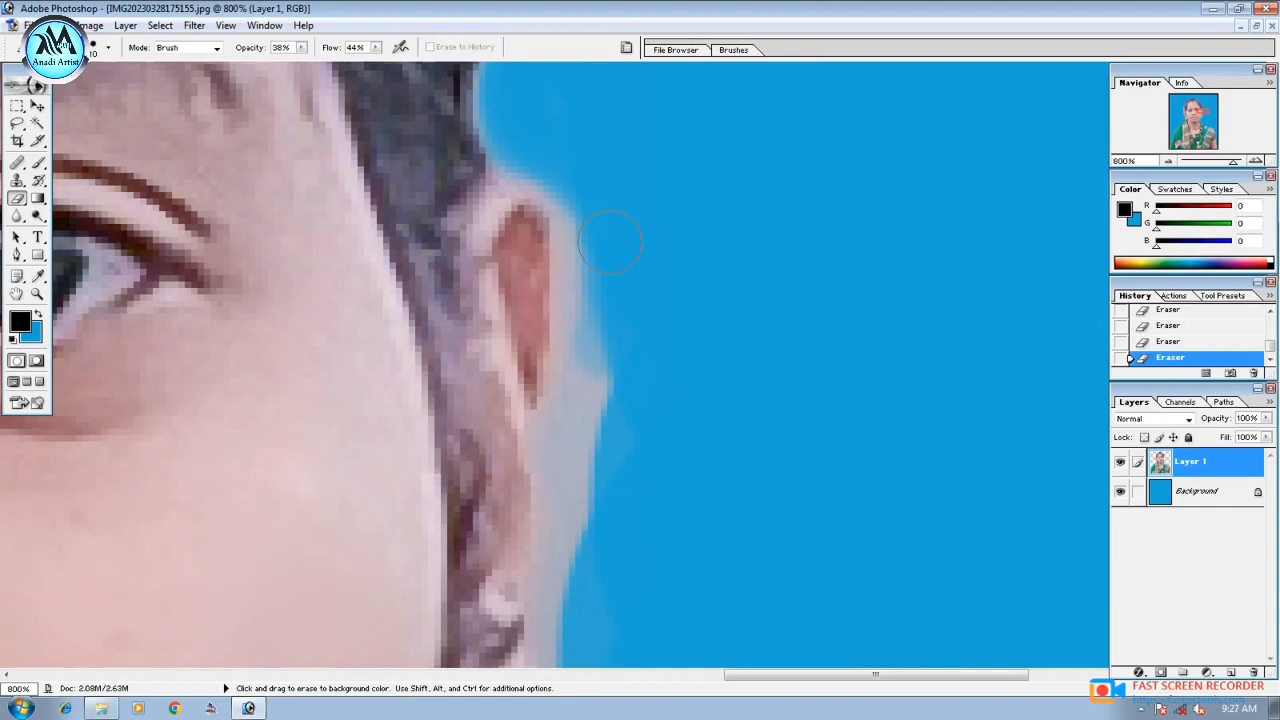 Adobe Photoshop - [IMG20230328175155.jpg @ 800% (Layer 1, RGB)]
Image Layer Select Filter View Window Help
Anadi Artist
10 Mode: Brush Opacity: 38% Flow: 44% Erase to History File Browser Brushes
Navigator Info
800%
Color Swatches Styles
R 0
G 0
B 0
History Actions Tool Presets
Eraser
Eraser
Eraser
Eraser
Layers Channels Paths
Normal Opacity: 100%
Lock: Fill: 100%
Layer 1
Background
T
800% Doc: 2.08M/2.63M Click and drag to erase to background color. Use Shift, Alt, and Ctrl for additional options.
FAST SCREEN RECORDER
9:27 AM